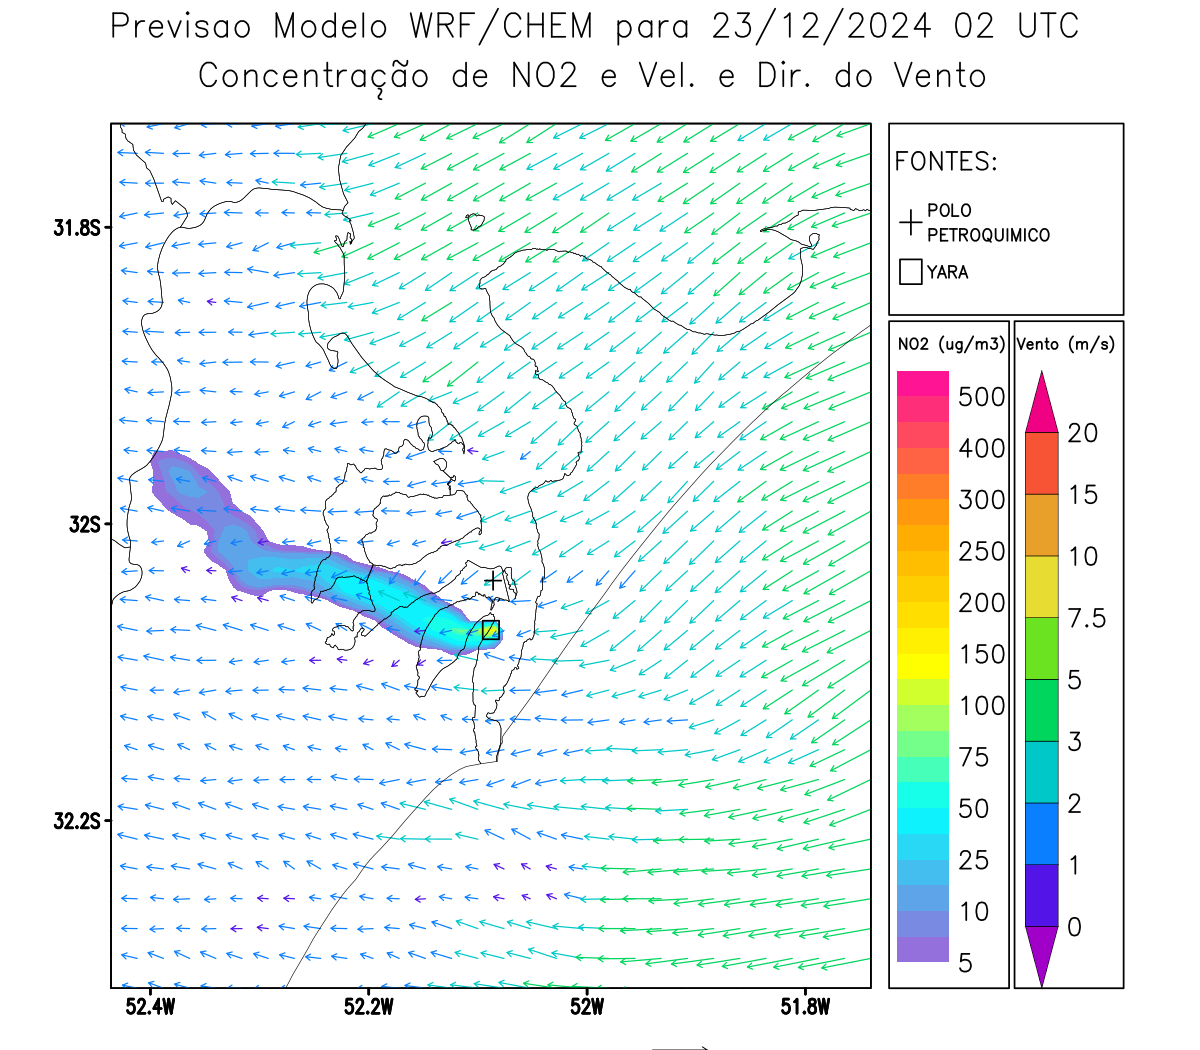 Previsao Modelo WRF/CHEM para 23/12/2024 02 UTC
Concentração de NO2 e Vel. e Dir. do Vento
FONTES:
POLO
PETROQUIMICO
YARA
NO2 (ug/m3)
500
400
300
250
200
150
100
75
50
25
10
5
Vento (m/s)
20
15
10
7.5
5
3
2
1
0
31.8S
32S
32.2S
52.4W
52.2W
52W
51.8W